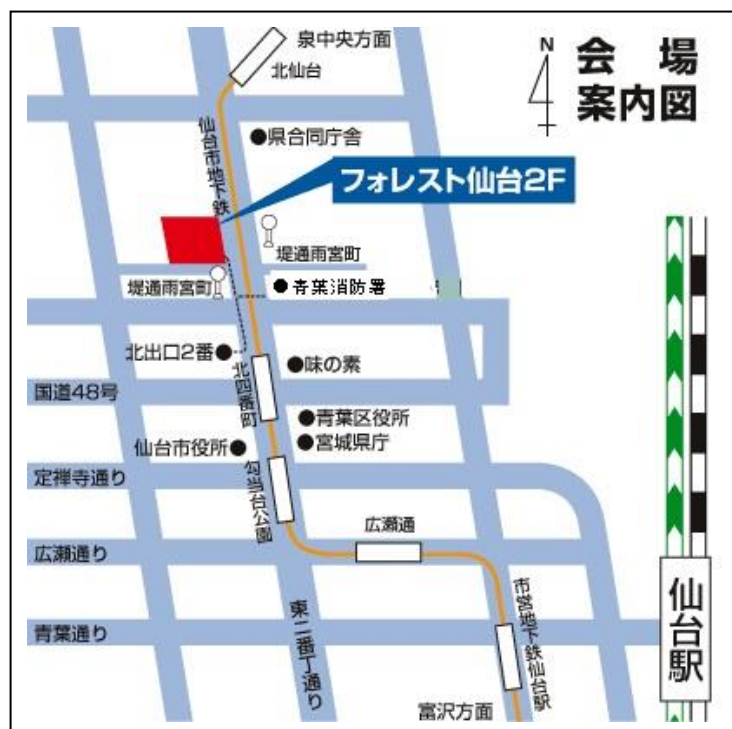 泉中央方面
北仙台
N
会場
案内図
仙台市地下鉄
●県合同庁舎
フォレスト仙台2F
堤通雨宮町
堤通雨宮町
●青葉消防署
北出口2番●
北四番町
●味の素
国道48号
●青葉区役所
仙台市役所●
●宮城県庁
定禅寺通り
勾当台公園
広瀬通
広瀬通り
市営地下鉄仙台駅
仙台駅
東二番丁通り
青葉通り
富沢方面